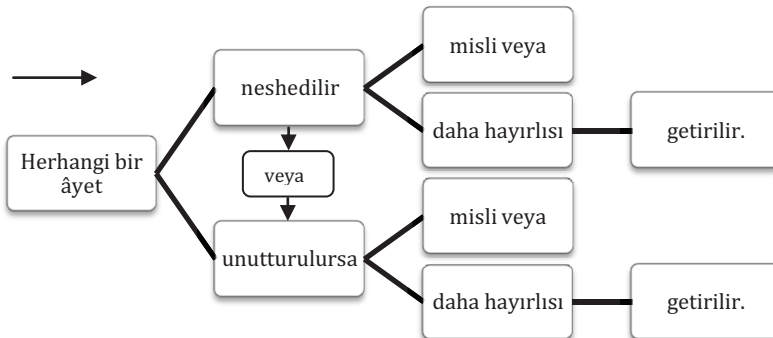 Herhangi bir
âyet
neshedilir
veya
unutturulursa
misli veya
daha hayırlısı
getirilir.
misli veya
daha hayırlısı
getirilir.